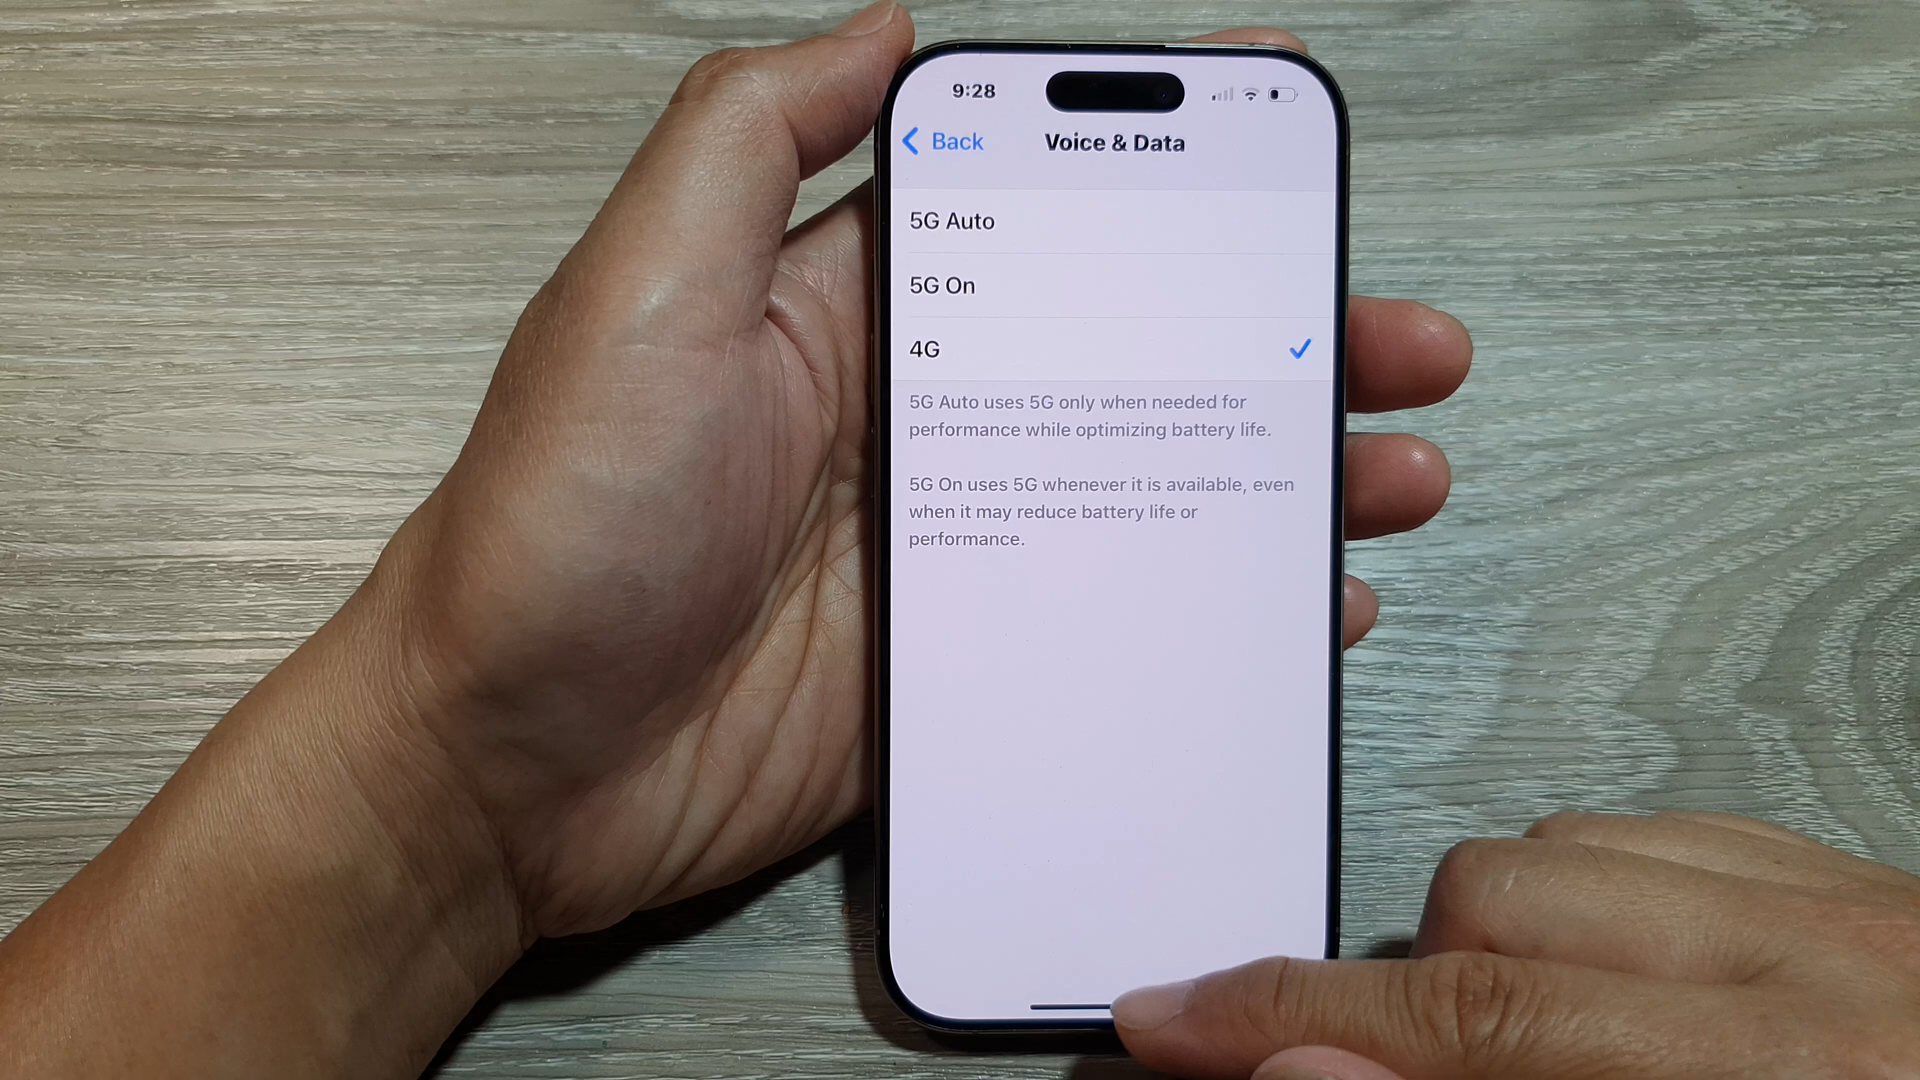 9:28
Back
Voice & Data
5G Auto
5G On
4G
5G Auto uses 5G only when needed for
performance while optimizing battery life.
5G On uses 5G whenever it is available, even
when it may reduce battery life or
performance.